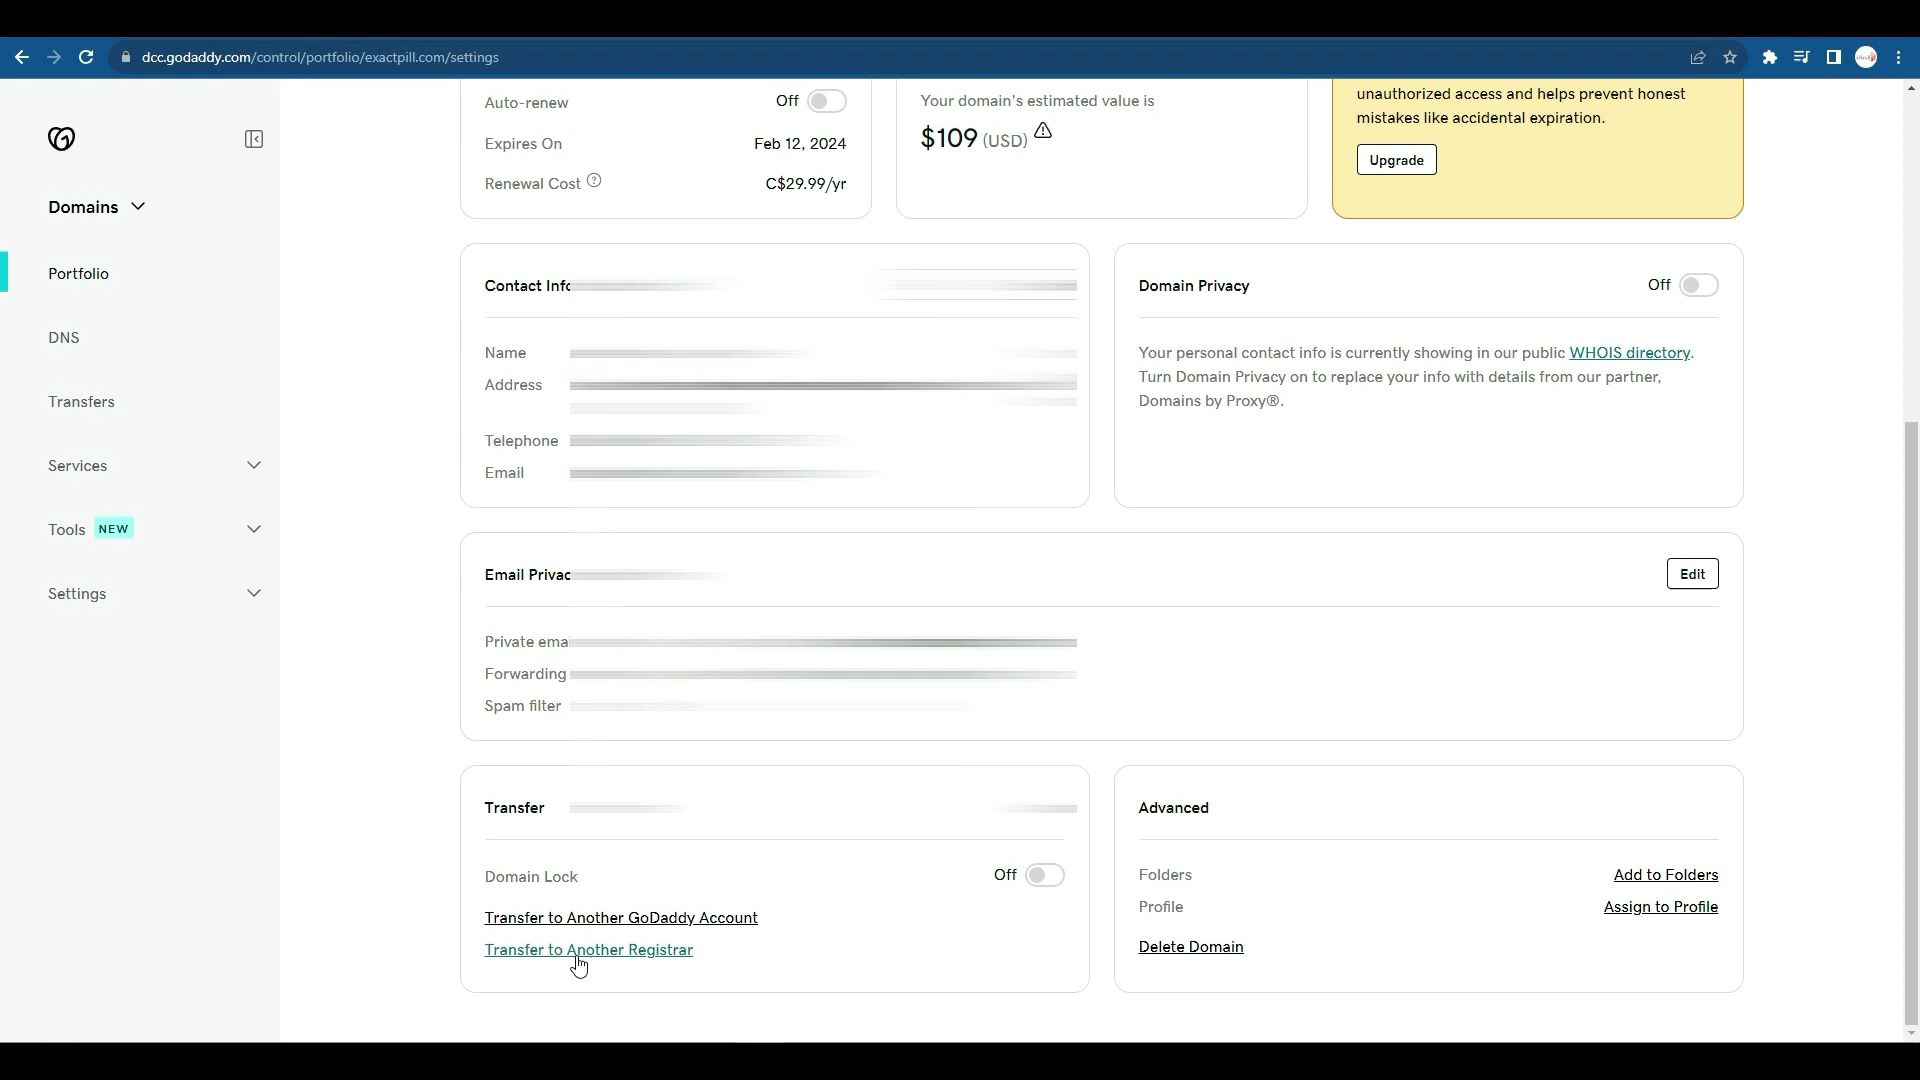 dcc.godaddy.com/control/portfolio/exactpill.com/settings
Domains
Portfolio
DNS
Transfers
Services
Tools NEW
Settings
Auto-renew Off
Expires On Feb 12, 2024
Renewal Cost C$29.99/yr
Your domain's estimated value is
$109 (USD)
unauthorized access and helps prevent honest
mistakes like accidental expiration.
Upgrade
Contact Info
Name
Address
Telephone
Email
Domain Privacy Off
Your personal contact info is currently showing in our public WHOIS directory.
Turn Domain Privacy on to replace your info with details from our partner,
Domains by Proxy®.
Email Privac
Edit
Private emai
Forwarding
Spam filter
Transfer
Domain Lock Off
Transfer to Another GoDaddy Account
Transfer to Another Registrar
Advanced
Folders Add to Folders
Profile Assign to Profile
Delete Domain